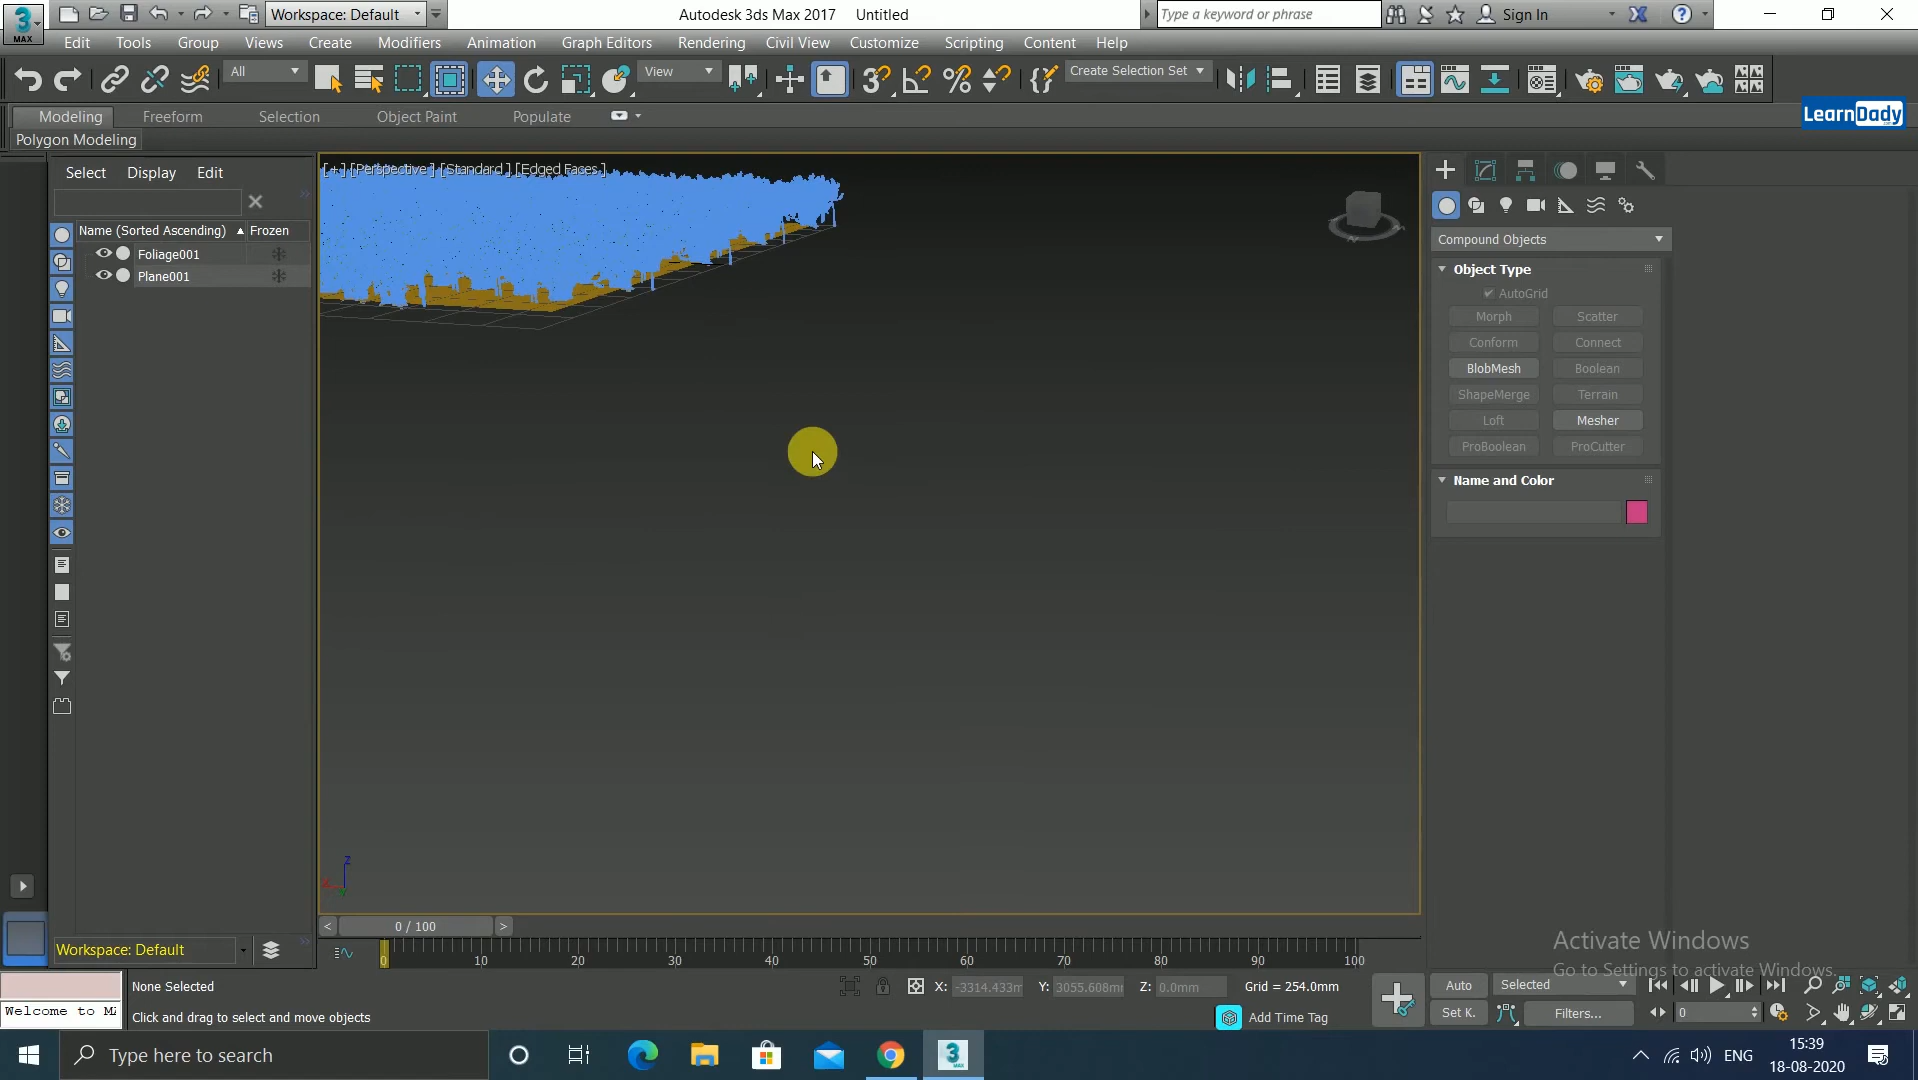 Workspace: Default
Autodesk 3ds Max 2017 Untitled
Type a keyword or phrase
Sign In
MAX
Edit Tools Group Views Create Modifiers Animation Graph Editors Rendering Civil View Customize Scripting Content Help
All
View
Create Selection Set
Modeling Freeform Selection Object Paint Populate
LearnDady
Polygon Modeling
Select Display Edit
[+] [Perspective ] [Standard ] [Edged Faces ]
Name (Sorted Ascending) Frozen
Foliage001
Plane001
Compound Objects
Object Type
AutoGrid
Morph Scatter
Conform Connect
BlobMesh Boolean
ShapeMerge Terrain
Loft Mesher
ProBoolean ProCutter
Name and Color
z
0 / 100
Workspace: Default
0 10 20 30 40 50 60 70 80 90 100
Activate Windows
Go to Settings to activate Windows.
None Selected
X: -3314.433m Y: 3055.608m Z: 0.0mm Grid = 254.0mm
Auto Selected
Welcome to MA
Click and drag to select and move objects
Add Time Tag
Set K. Filters... 0
Type here to search
ENG
15:39
18-08-2020